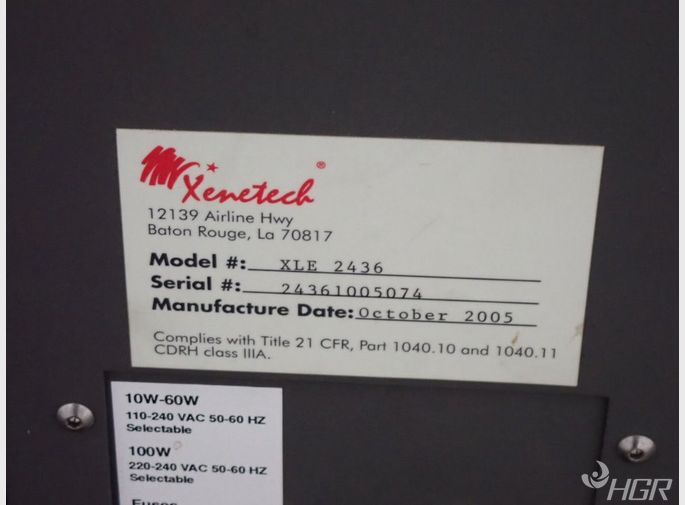 Xenetech®
12139 Airline Hwy
Baton Rouge, La 70817
Model #: XLE 2436
Serial #: 24361005074
Manufacture Date: October 2005
Complies with Title 21 CFR, Part 1040.10 and 1040.11
CDRH class IIIA.
10W-60W
110-240 VAC 50-60 HZ
Selectable
100W
220-240 VAC 50-60 HZ
Selectable
Fuses
HGR